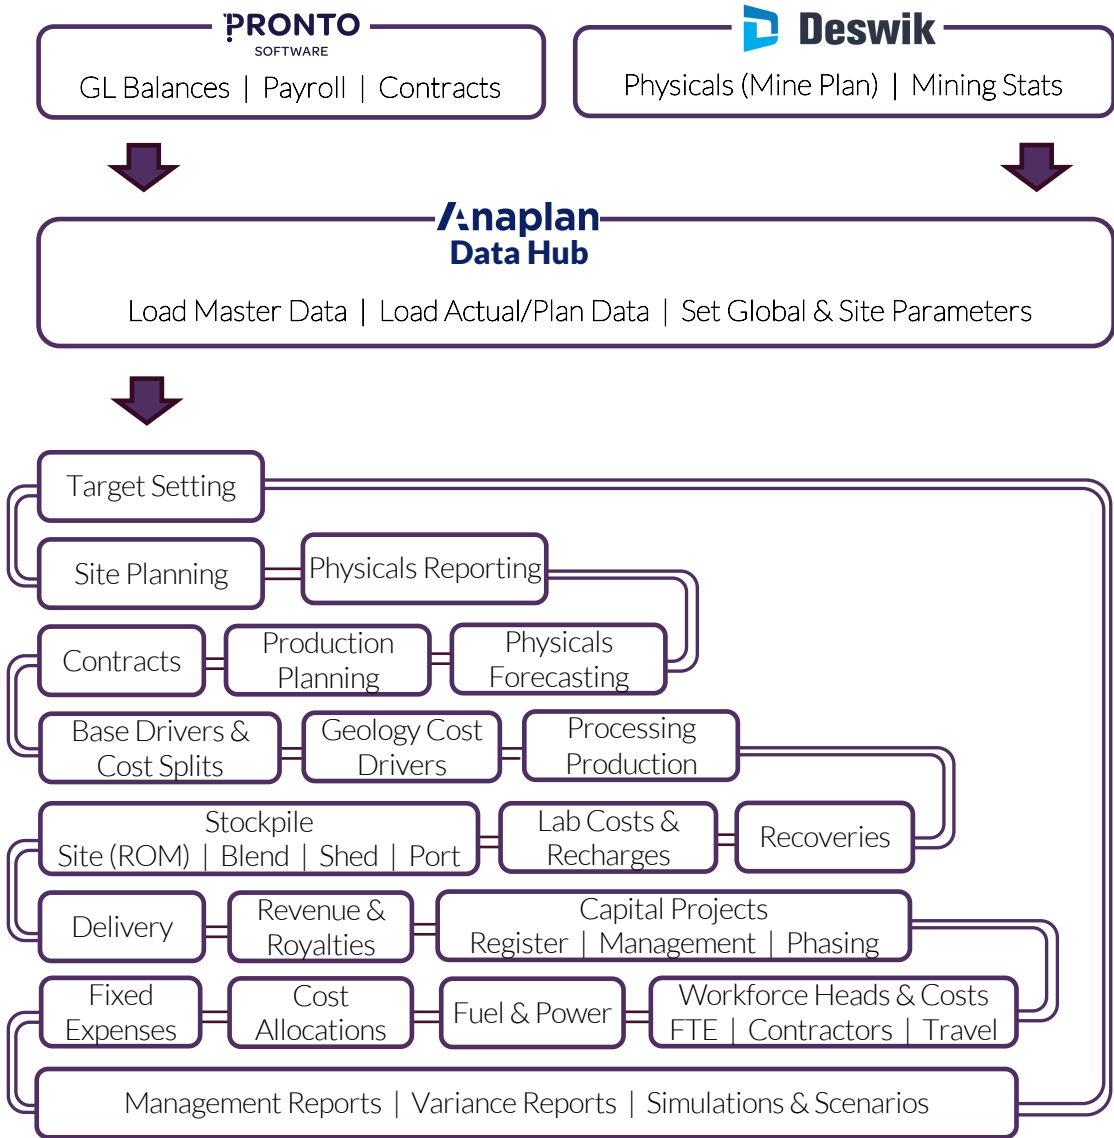 PRONTO
SOFTWARE
GL Balances | Payroll | Contracts
Deswik
Physicals (Mine Plan) | Mining Stats
Anaplan
Data Hub
Load Master Data | Load Actual/Plan Data | Set Global & Site Parameters
Target Setting
Site Planning
Physicals Reporting
Contracts
Production
Planning
Physicals
Forecasting
Base Drivers &
Cost Splits
Geology Cost
Drivers
Processing
Production
Stockpile
Site (ROM) | Blend | Shed | Port
Lab Costs &
Recharges
Recoveries
Delivery
Revenue &
Royalties
Capital Projects
Register | Management | Phasing
Fixed
Expenses
Cost
Allocations
Fuel & Power
Workforce Heads & Costs
FTE | Contractors | Travel
Management Reports | Variance Reports | Simulations & Scenarios